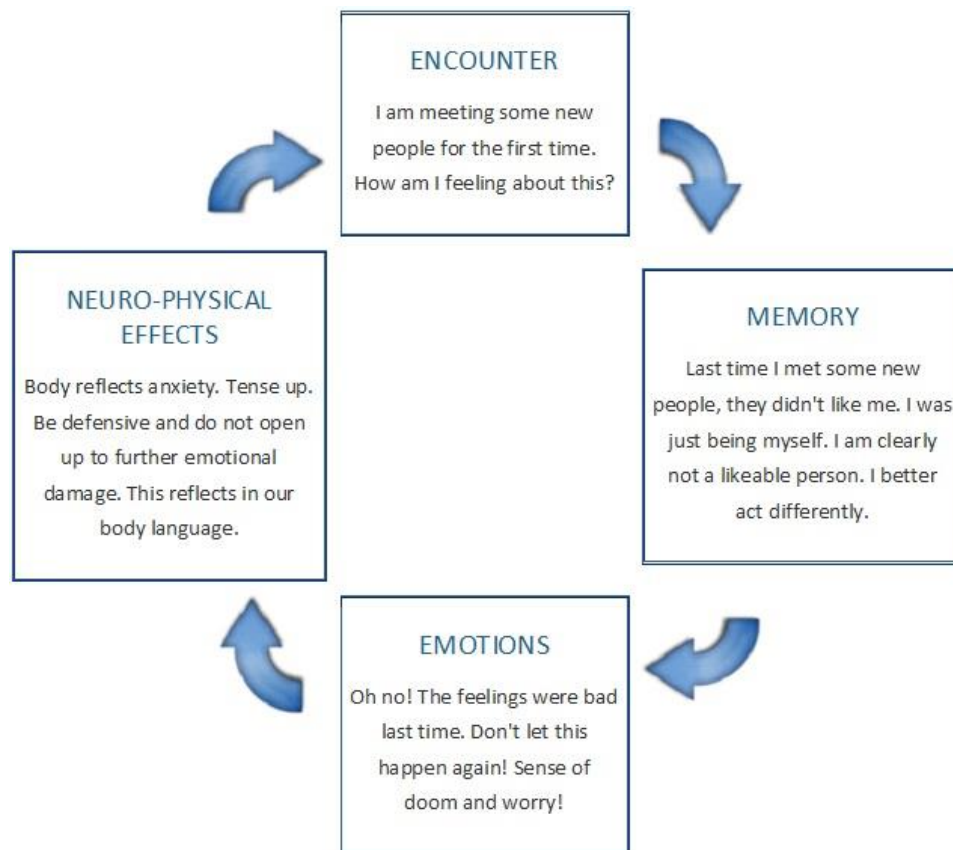 ENCOUNTER
I am meeting some new
people for the first time.
How am I feeling about this?
MEMORY
Last time I met some new
people, they didn't like me. I was
just being myself. I am clearly
not a likeable person. I better
act differently.
EMOTIONS
Oh no! The feelings were bad
last time. Don't let this
happen again! Sense of
doom and worry!
NEURO-PHYSICAL
EFFECTS
Body reflects anxiety. Tense up.
Be defensive and do not open
up to further emotional
damage. This reflects in our
body language.